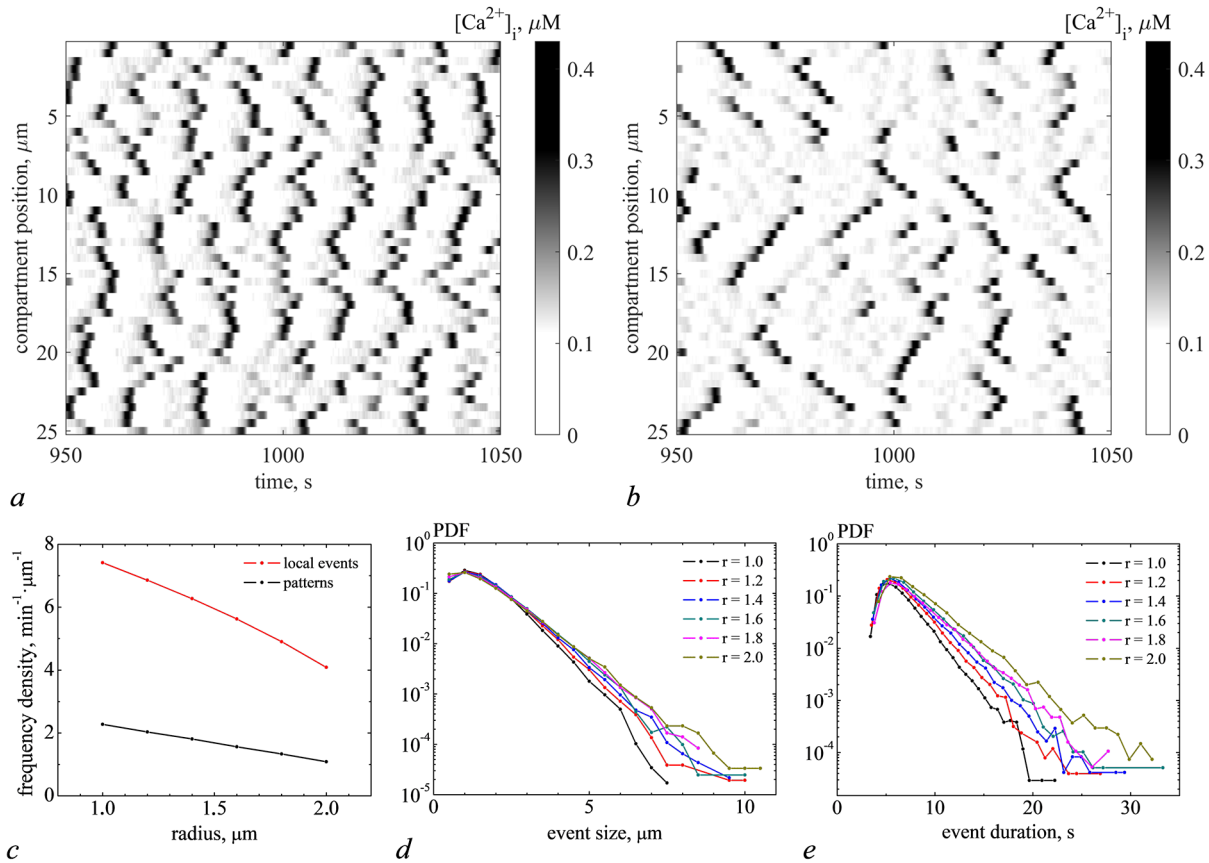 [Ca²⁺]ᵢ, μM
compartment position, μm
5
10
15
20
25
950
1000
1050
time, s
0.4
0.3
0.2
0.1
0
a
[Ca²⁺]ᵢ, μM
compartment position, μm
5
10
15
20
25
950
1000
1050
time, s
0.4
0.3
0.2
0.1
0
b
frequency density, min⁻¹·μm⁻¹
8
6
4
2
0
local events
patterns
1.0
1.5
2.0
radius, μm
c
PDF
10⁰
10⁻¹
10⁻²
10⁻³
10⁻⁴
10⁻⁵
r = 1.0
r = 1.2
r = 1.4
r = 1.6
r = 1.8
r = 2.0
0
5
10
event size, μm
d
PDF
10⁰
10⁻¹
10⁻²
10⁻³
10⁻⁴
r = 1.0
r = 1.2
r = 1.4
r = 1.6
r = 1.8
r = 2.0
0
10
20
30
event duration, s
e